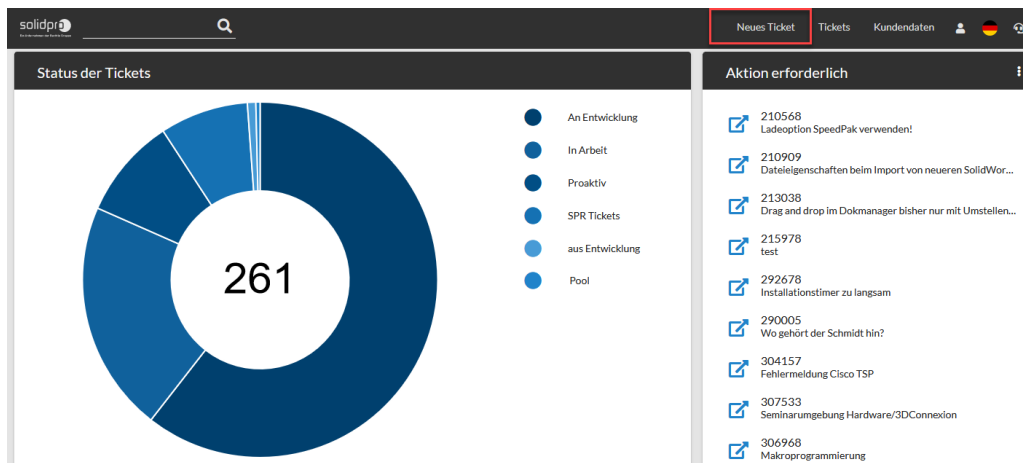 solidpro
Neues Ticket
Tickets
Kundendaten
Status der Tickets
261
An Entwicklung
In Arbeit
Proaktiv
SPR Tickets
aus Entwicklung
Pool
Aktion erforderlich
210568
Ladeoption SpeedPak verwenden!
210909
Dateieigenschaften beim Import von neueren SolidWor...
213038
Drag and drop im Dokmanager bisher nur mit Umstellen...
215978
test
292678
Installationstimer zu langsam
290005
Wo gehört der Schmidt hin?
304157
Fehlermeldung Cisco TSP
307533
Seminarumgebung Hardware/3DConnexion
306968
Makroprogrammierung